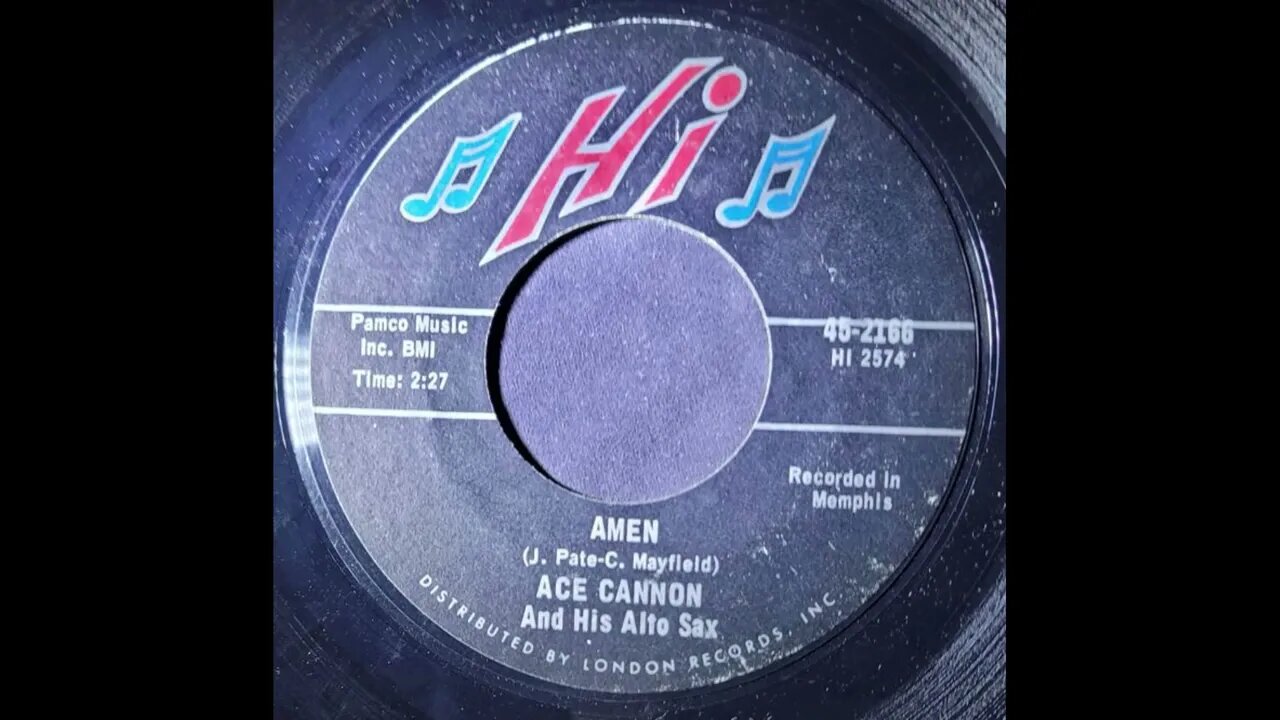 Hi
Pamco Music
Inc. BMI
Time: 2:27
45-2166
HI 2574
Recorded in
Memphis
AMEN
(J. Pate-C. Mayfield)
ACE CANNON
And His Alto Sax
DISTRIBUTED BY LONDON RECORDS, INC.